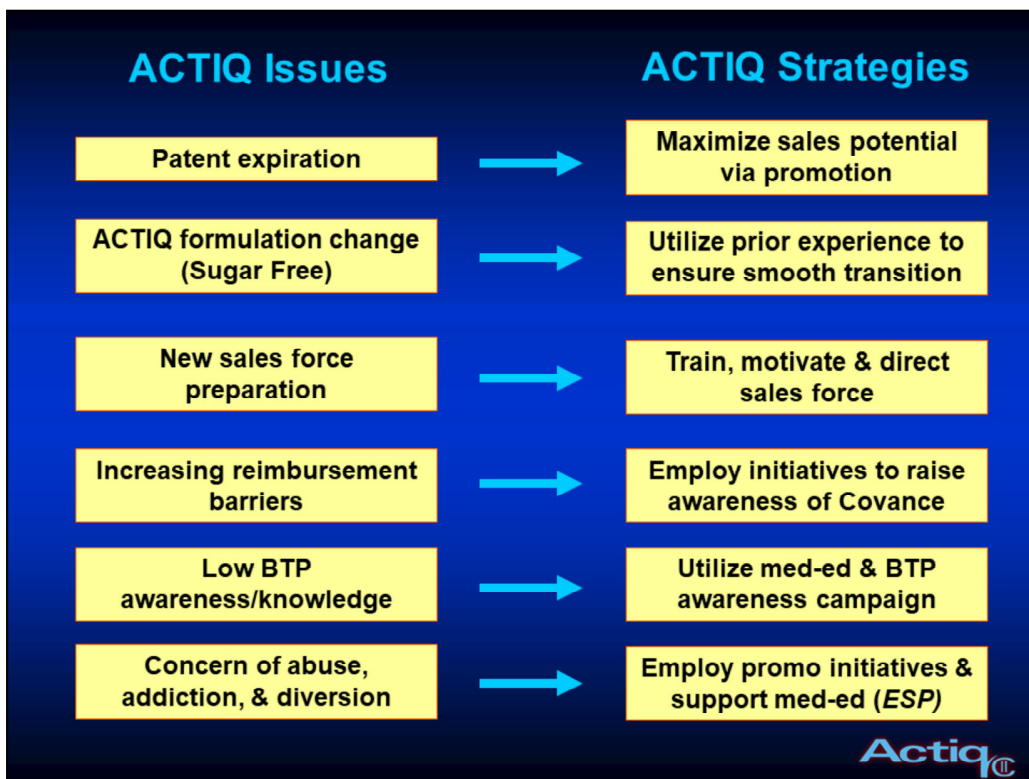 ACTIQ Issues
ACTIQ Strategies
Patent expiration
Maximize sales potential
via promotion
ACTIQ formulation change
(Sugar Free)
Utilize prior experience to
ensure smooth transition
New sales force
preparation
Train, motivate & direct
sales force
Increasing reimbursement
barriers
Employ initiatives to raise
awareness of Covance
Low BTP
awareness/knowledge
Utilize med-ed & BTP
awareness campaign
Concern of abuse,
addiction, & diversion
Employ promo initiatives &
support med-ed (ESP)
Actiq CII